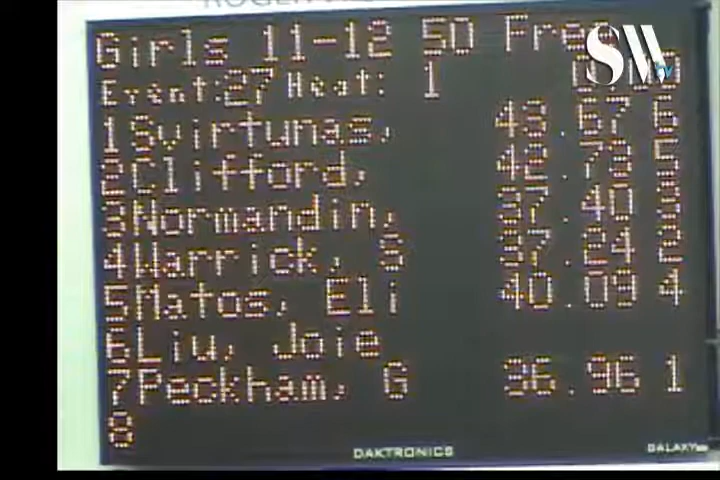 Girls 11-12 50 Free
Event:27 Heat: 1
1Svirtunas, 43.67 6
2Clifford, 42.73 5
3Normandin, 37.40 3
4Warrick, S 37.24 2
5Matos, Eli 40.09 4
6Liu, Joie
7Peckham, G 36.96 1
8
DAKTRONICS GALAXY
SW
TV